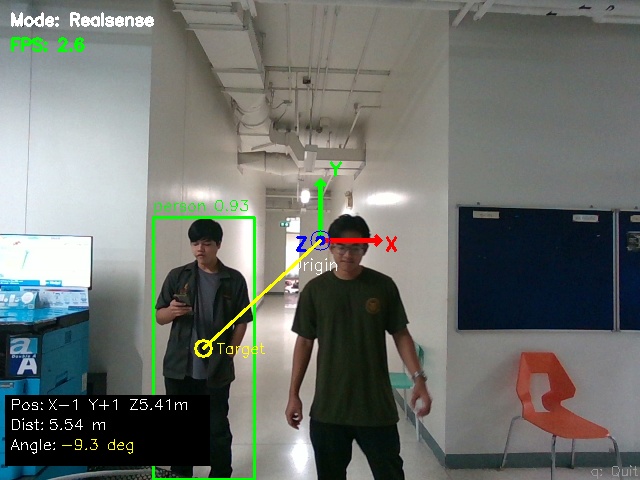 Mode: Realsense
FPS: 2.6
Y
person 0.93
Z
X
Origin
Target
a
Double A
A
Pos: X-1 Y+1 Z5.41m
Dist: 5.54 m
Angle: -9.3 deg
q: Quit